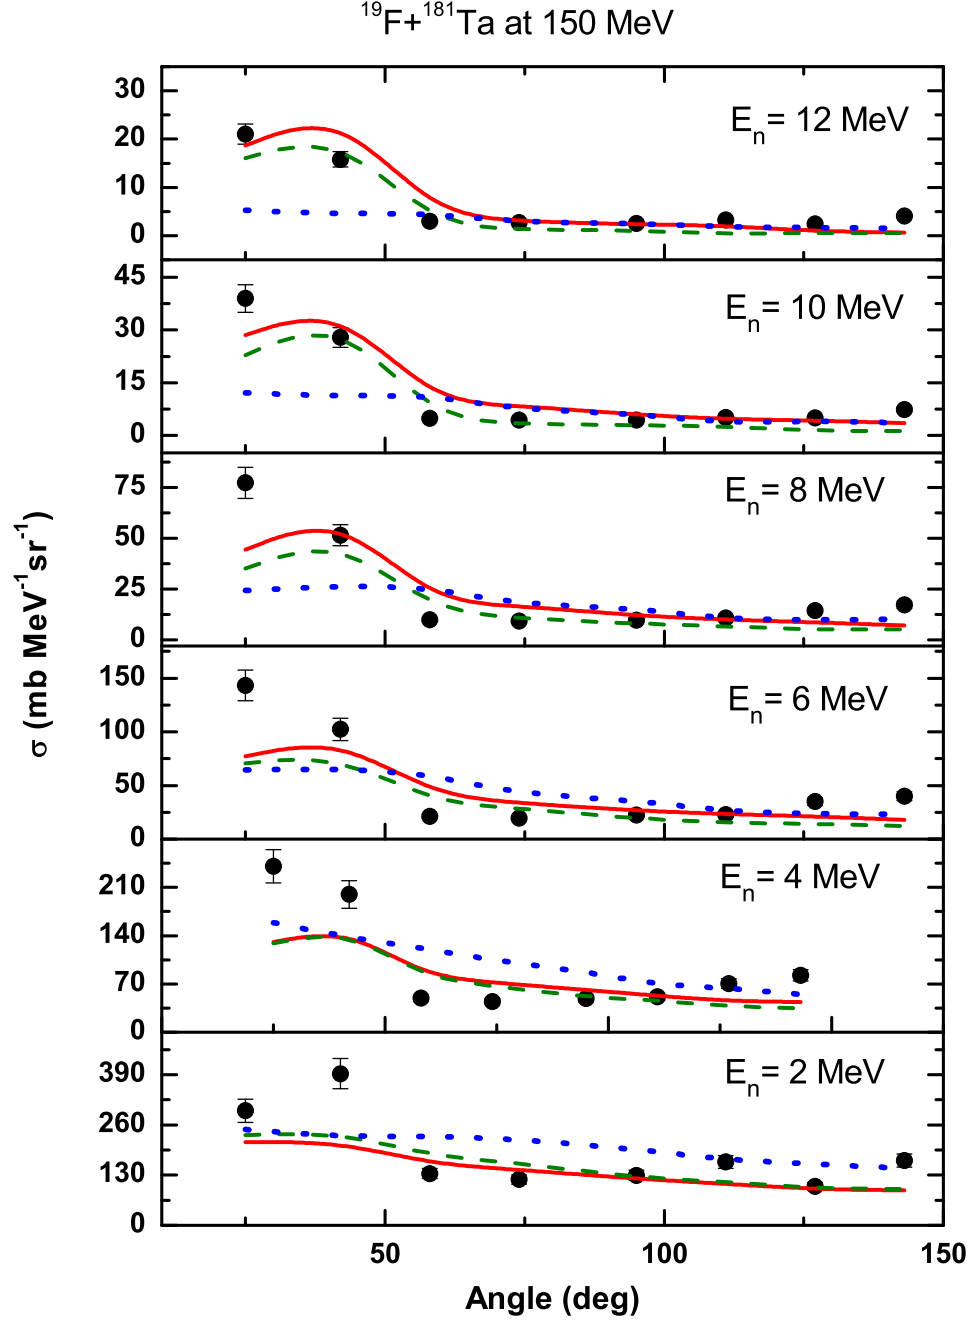 ¹⁹F+¹⁸¹Ta at 150 MeV
30
20
10
0
Eₙ= 12 MeV
45
30
15
0
Eₙ= 10 MeV
75
50
25
0
Eₙ= 8 MeV
150
100
50
0
Eₙ= 6 MeV
210
140
70
0
Eₙ= 4 MeV
390
260
130
0
Eₙ= 2 MeV
50 100 150
Angle (deg)
σ (mb MeV⁻¹sr⁻¹)